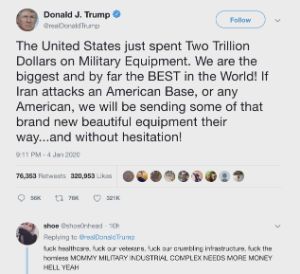 Donald J. Trump
@realDonaldTrump
Follow
The United States just spent Two Trillion
Dollars on Military Equipment. We are the
biggest and by far the BEST in the World! If
Iran attacks an American Base, or any
American, we will be sending some of that
brand new beautiful equipment their
way...and without hesitation!
9:11 PM - 4 Jan 2020
76,353 Retweets 320,953 Likes
56K 76K 321K
shoe @shoe0nhead · 10h
Replying to @realDonaldTrump
fuck healthcare, fuck our veterans, fuck our crumbling infrastructure, fuck the
homless MOMMY MILITARY INDUSTRIAL COMPLEX NEEDS MORE MONEY
HELL YEAH